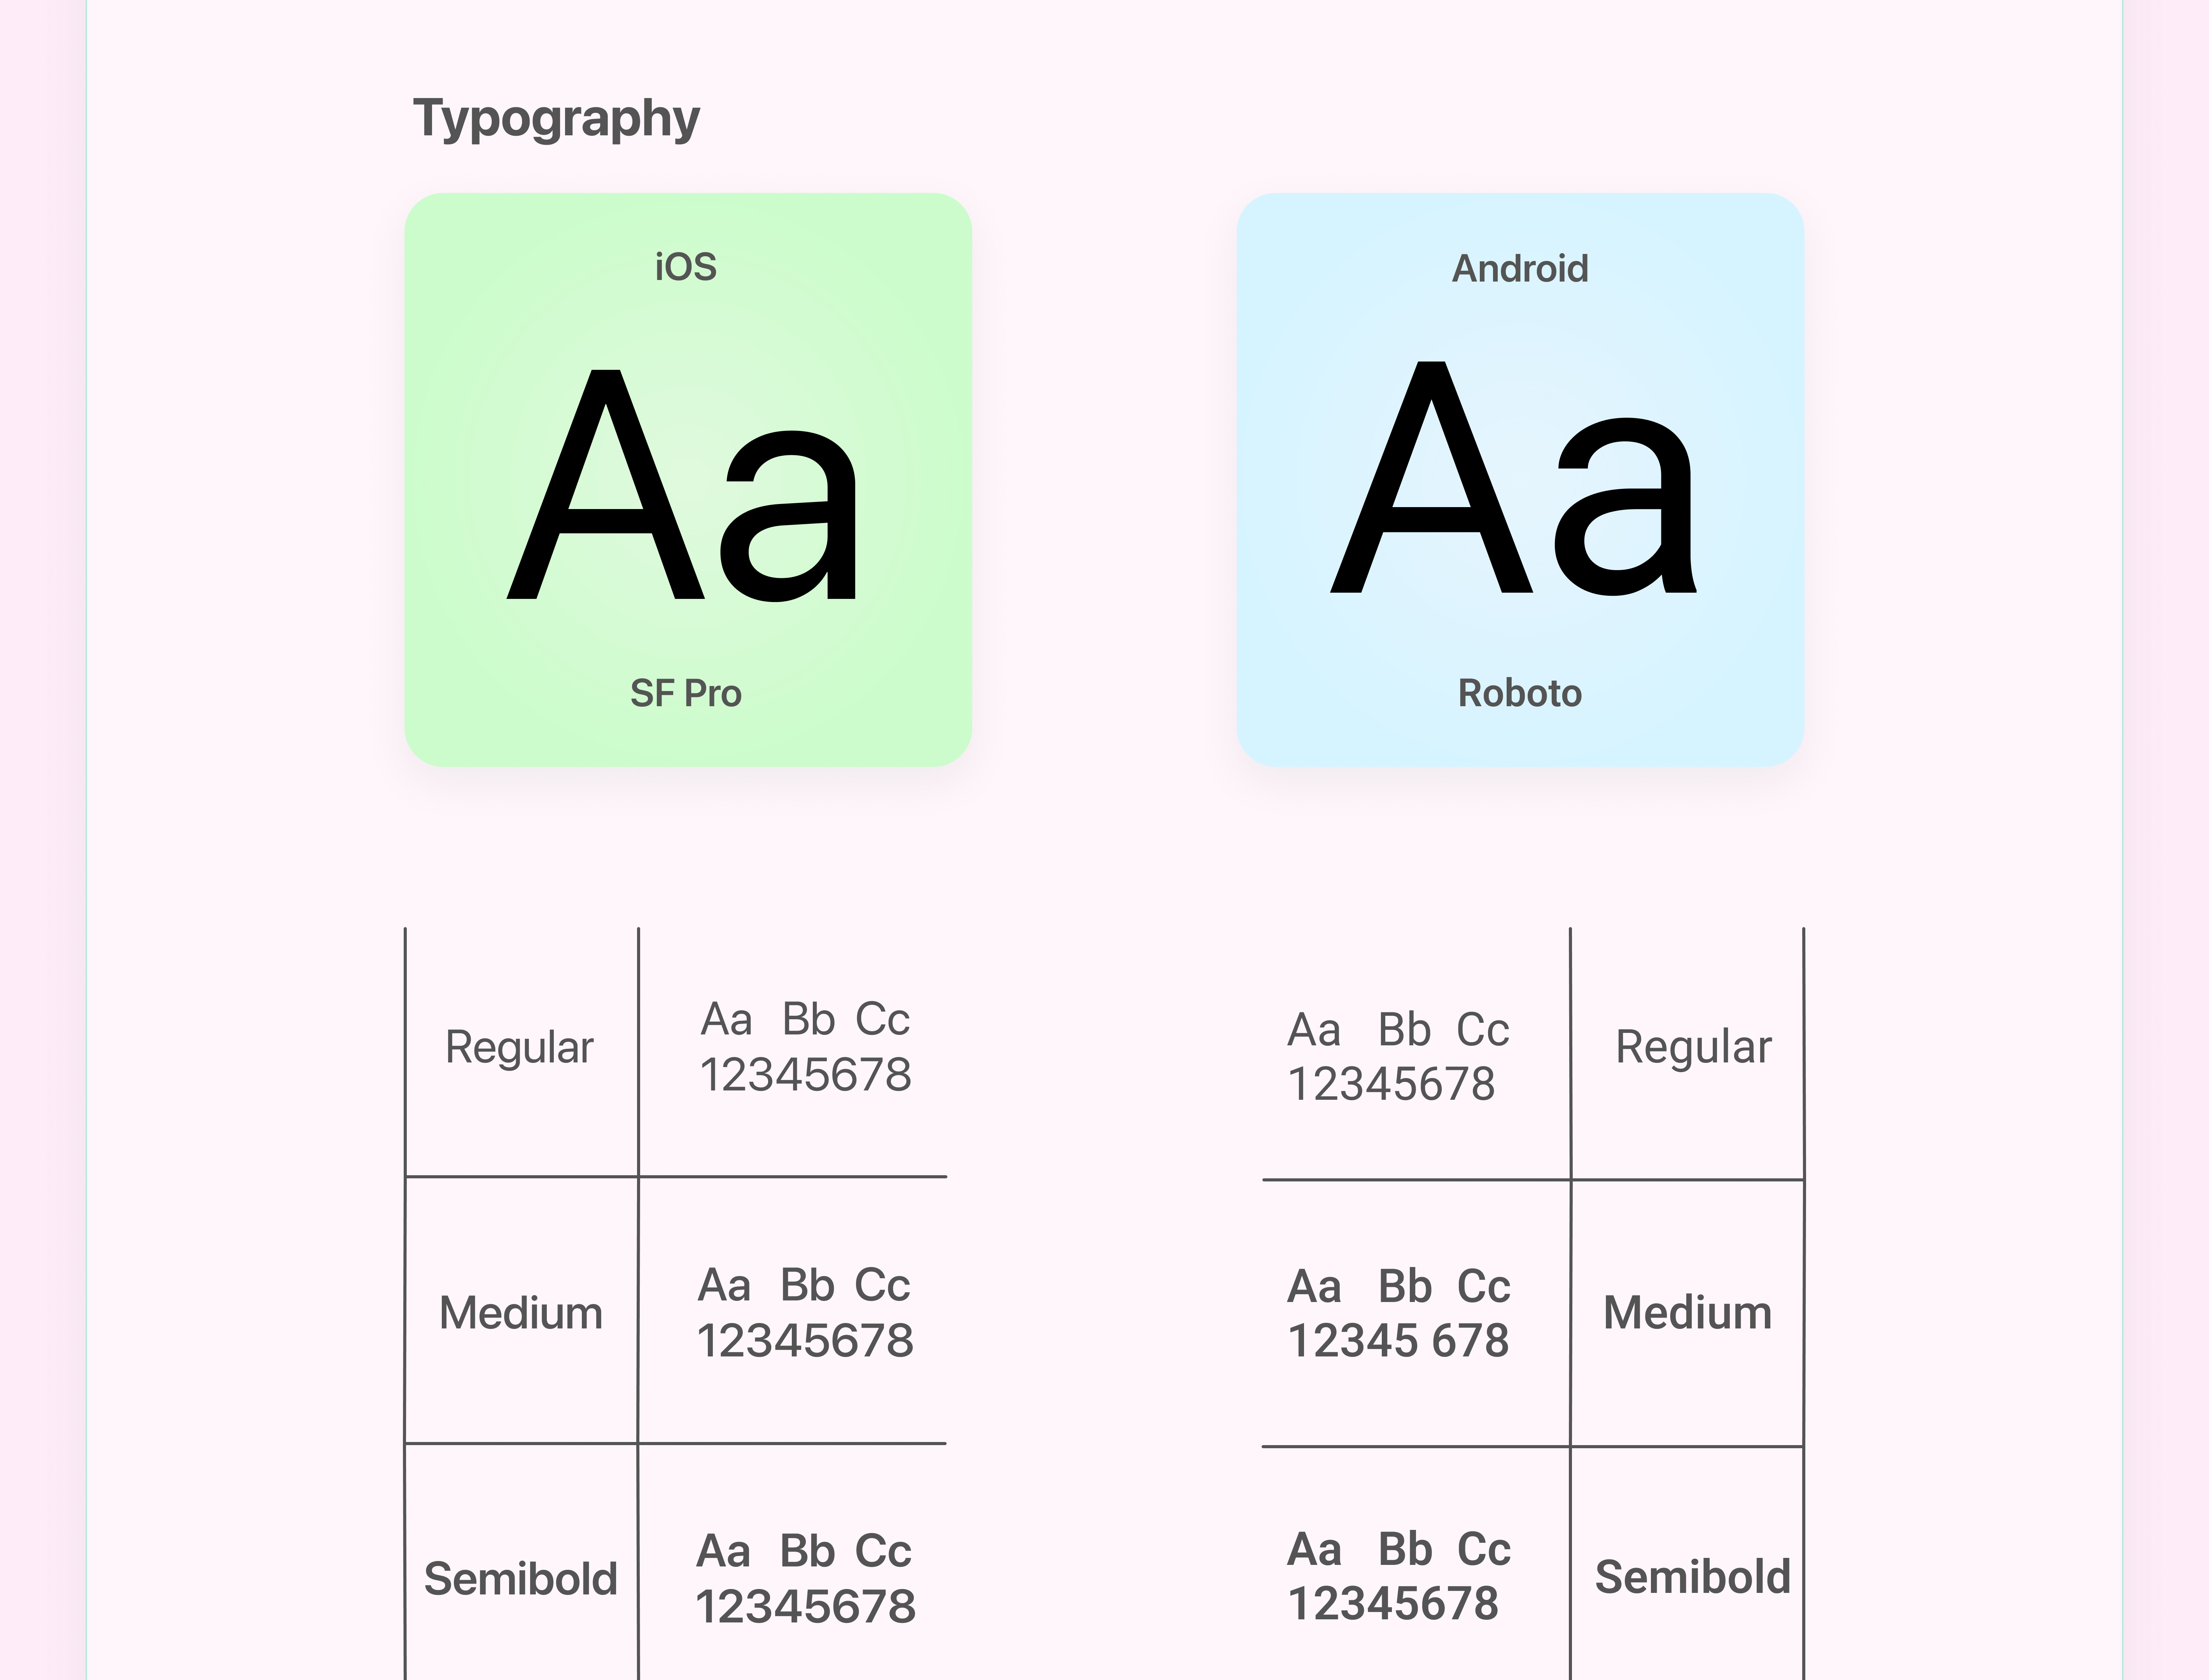 Typography
iOS
Aa
SF Pro
Android
Aa
Roboto
Regular
Aa Bb Cc
12345678
Medium
Aa Bb Cc
12345678
Semibold
Aa Bb Cc
12345678
Aa Bb Cc
12345678
Regular
Aa Bb Cc
12345 678
Medium
Aa Bb Cc
12345678
Semibold